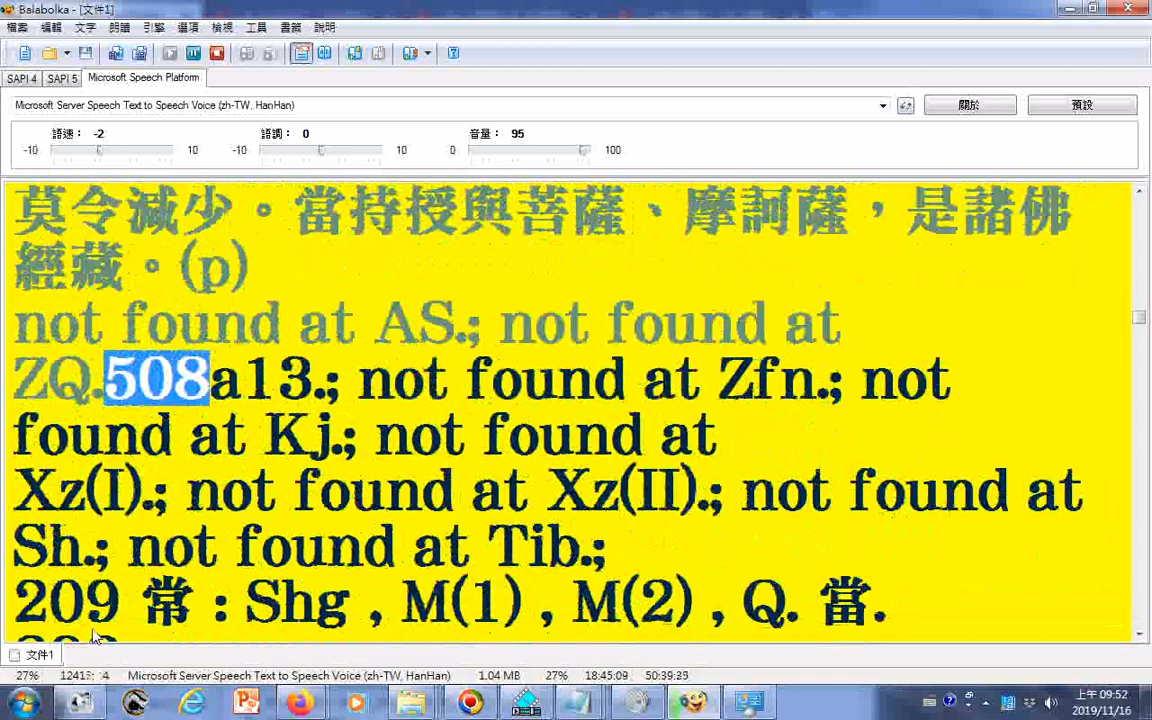 Balabolka - [文件1]
檔案 編輯 文字 朗讀 引擎 選項 檢視 工具 書籤 說明
SAPI 4 SAPI 5 Microsoft Speech Platform
Microsoft Server Speech Text to Speech Voice (zh-TW, HanHan) 關於 預設
語速： -2 語調： 0 音量： 95
-10 10 -10 10 0 100
莫令減少。當持授與菩薩、摩訶薩，是諸佛
經藏。(p)
not found at AS.; not found at
ZQ.508a13.; not found at Zfn.; not
found at Kj.; not found at
Xz(I).; not found at Xz(II).; not found at
Sh.; not found at Tib.;
209 常 : Shg , M(1) , M(2) , Q. 當.
文件1
27% Microsoft Server Speech Text to Speech Voice (zh-TW, HanHan) 1.04 MB 27% 18:45:09 50:39:39
上午 09:52
2019/11/16